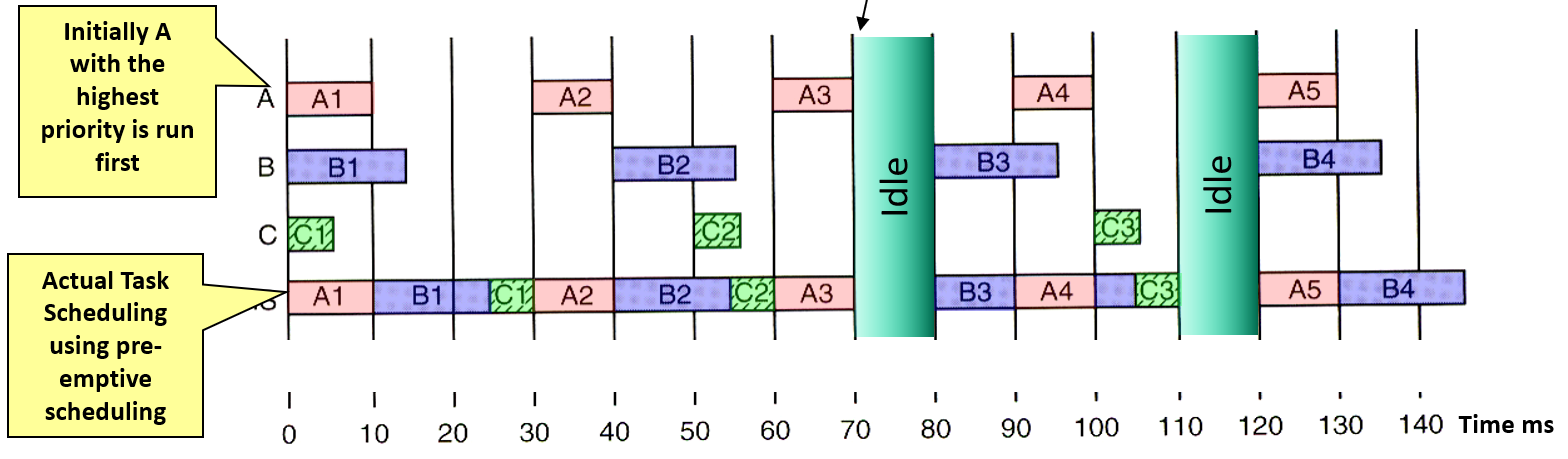 Initially A
with the
highest
priority is run
first
A A1 A2 A3 A4 A5
B B1 B2 B3 B4
C C1 C2 C3
Idle Idle
Actual Task
Scheduling
using pre-
emptive
scheduling
S A1 B1 C1 A2 B2 C2 A3 B3 A4 C3 A5 B4
0 10 20 30 40 50 60 70 80 90 100 110 120 130 140 Time ms